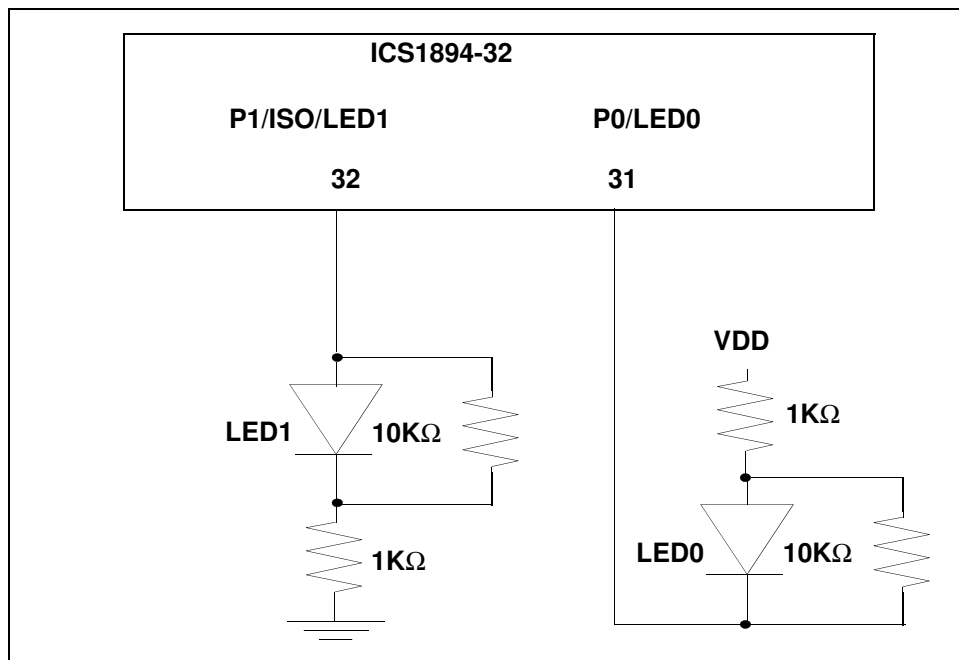 ICS1894-32
P1/ISO/LED1 P0/LED0
32 31
VDD
1KΩ
LED1 10KΩ
LED0 10KΩ
1KΩ